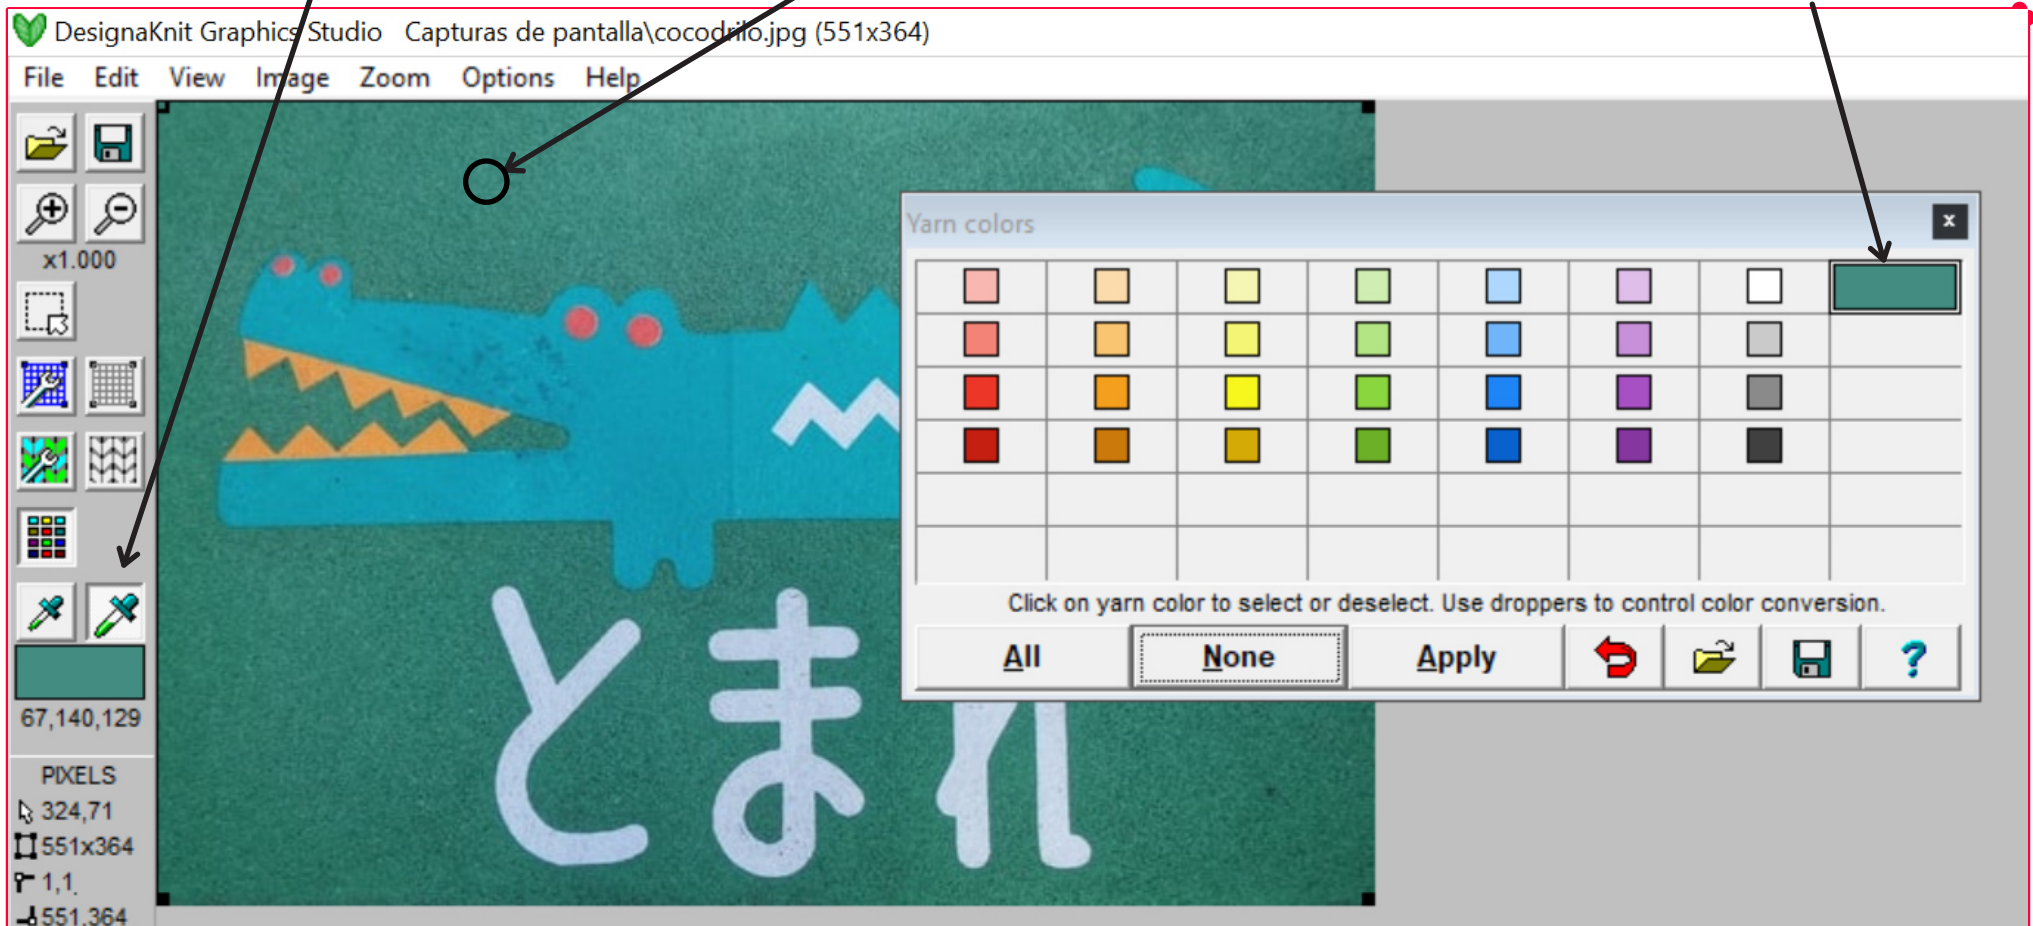 DesignaKnit Graphics Studio   Capturas de pantalla\cocodrilo.jpg (551x364)
File Edit View Image Zoom Options Help
x1.000
67,140,129
PIXELS
324,71
551x364
1,1
551,364
Yarn colors
x
Click on yarn color to select or deselect. Use droppers to control color conversion.
All None Apply ?
とまれ